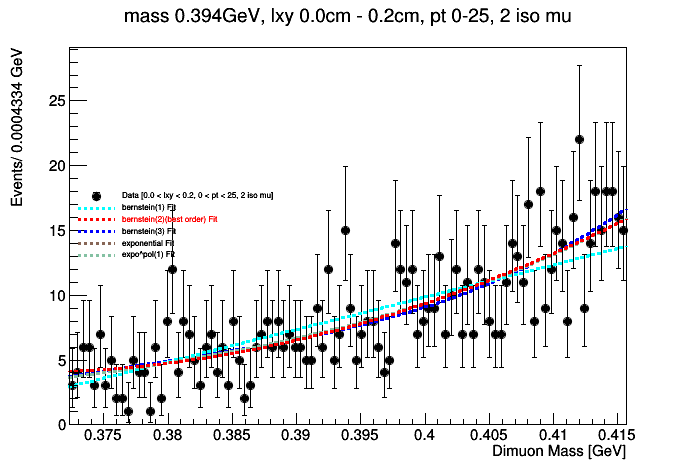 mass 0.394GeV, lxy 0.0cm - 0.2cm, pt 0-25, 2 iso mu
Events/ 0.0004334 GeV
25
20
15
10
5
0
Data [0.0 < lxy < 0.2, 0 < pt < 25, 2 iso mu]
bernstein(1) Fit
bernstein(2)(best order) Fit
bernstein(3) Fit
exponential Fit
expo*pol(1) Fit
0.375 0.38 0.385 0.39 0.395 0.4 0.405 0.41 0.415
Dimuon Mass [GeV]